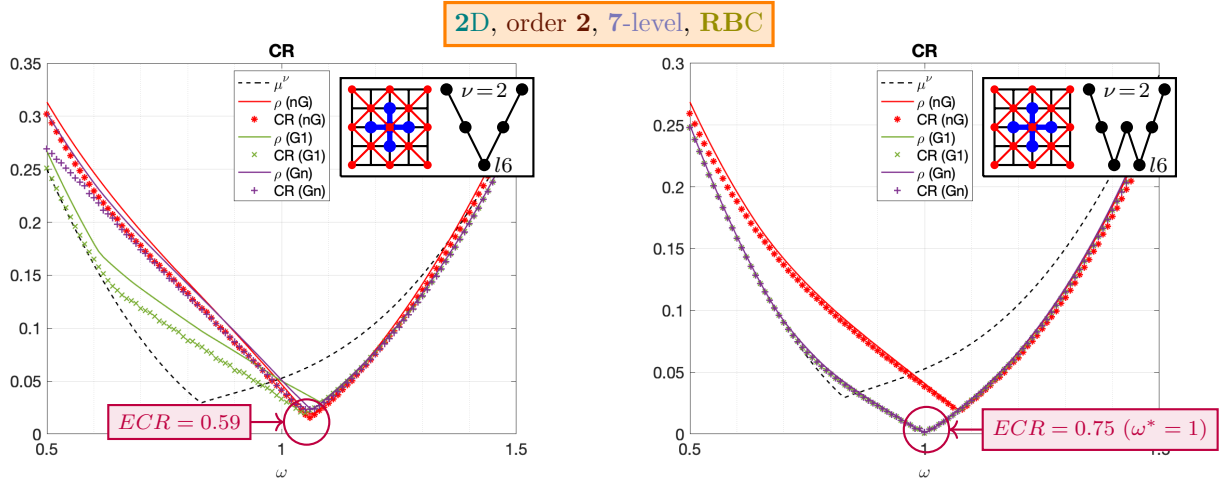 2D, order 2, 7-level, RBC
CR
0.35
0.3
0.25
0.2
0.15
0.1
0.05
0
0.5
1
1.5
ω
μ^ν
ρ (nG)
CR (nG)
ρ (G1)
CR (G1)
ρ (Gn)
CR (Gn)
ν = 2
l6
ECR = 0.59
CR
0.3
0.25
0.2
0.15
0.1
0.05
0
0.5
1
1.5
ω
μ^ν
ρ (nG)
CR (nG)
ρ (G1)
CR (G1)
ρ (Gn)
CR (Gn)
ν = 2
l6
ECR = 0.75 (ω* = 1)